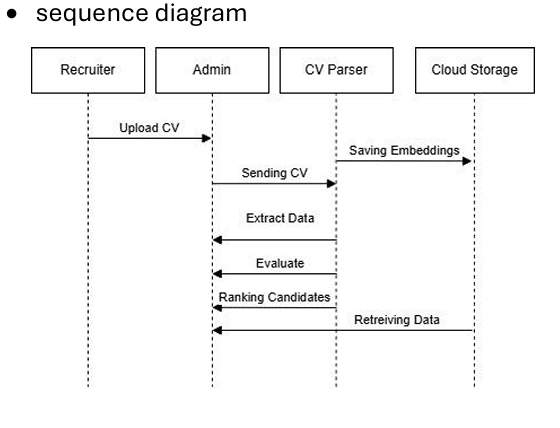 • sequence diagram
Recruiter
Admin
CV Parser
Cloud Storage
Upload CV
Saving Embeddings
Sending CV
Extract Data
Evaluate
Ranking Candidates
Retreiving Data